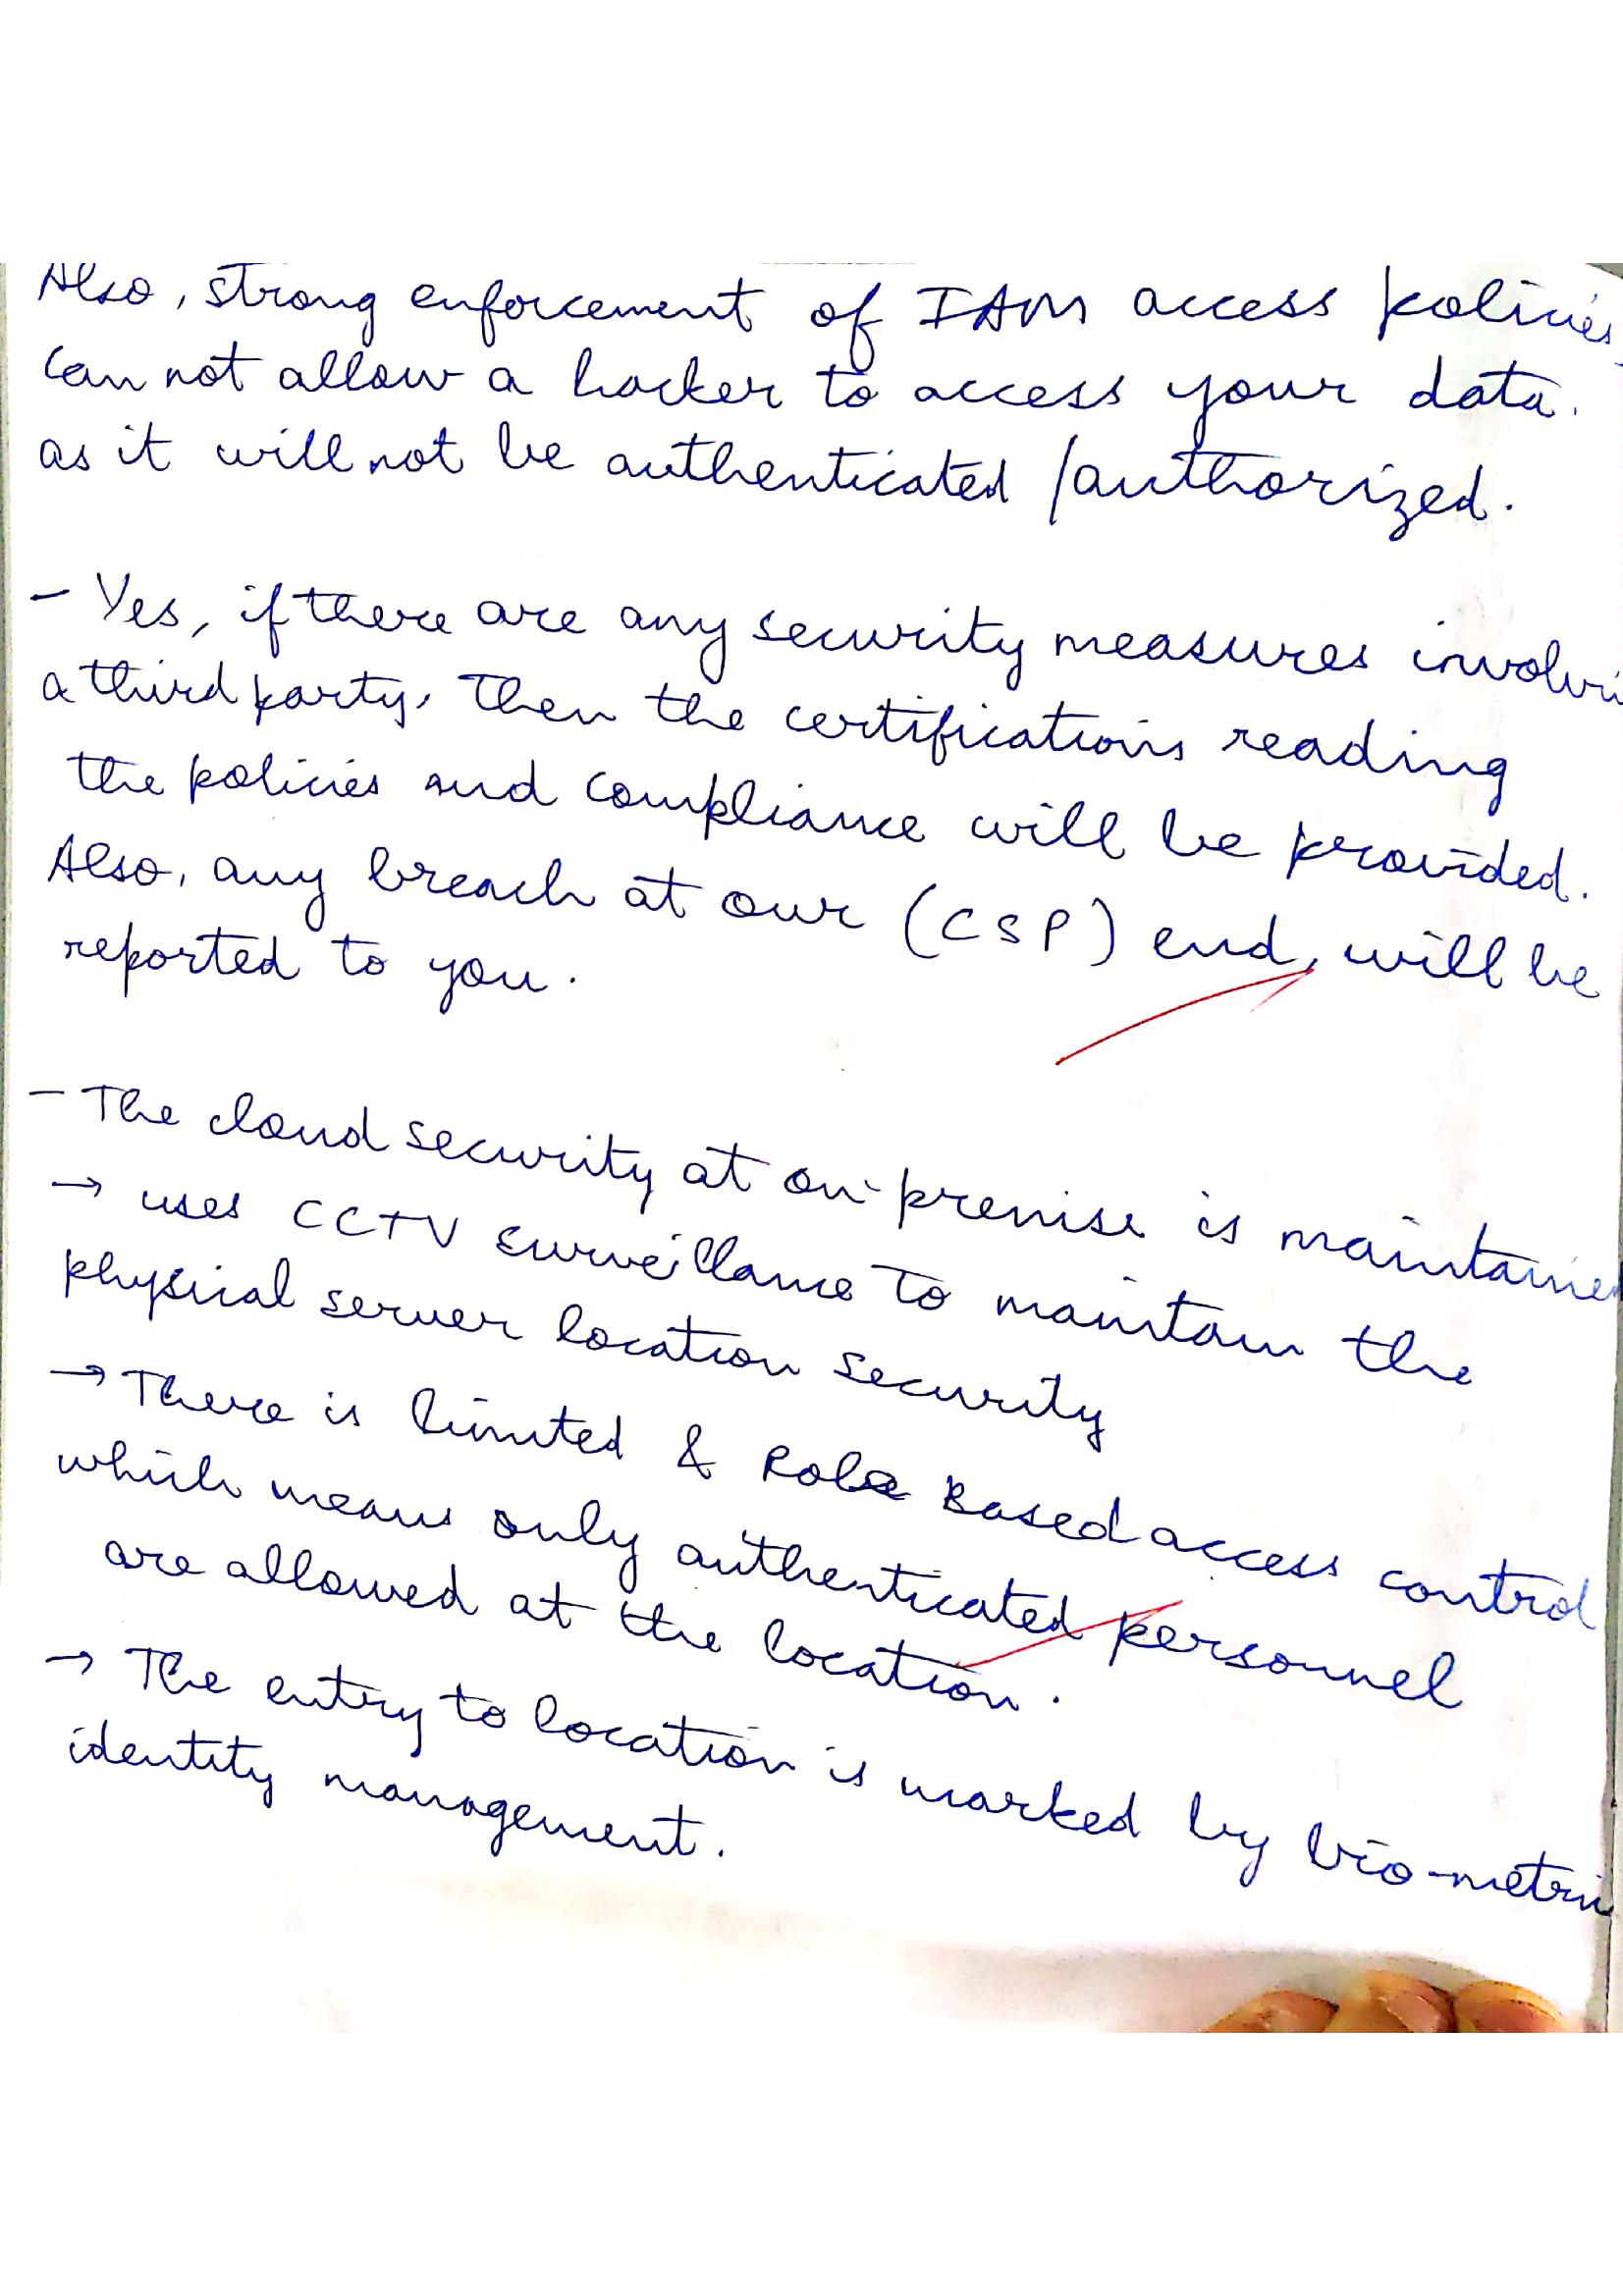 Also, strong enforcement of IAM access policies
can not allow a hacker to access your data.
as it will not be authenticated /authorized.
- Yes, if there are any security measures involvi
a third party, then the certifications reading
the policies and compliance will be provided.
Also, any breach at our (CSP) end, will be
reported to you.
- The cloud security at on-premise is maintained
→ uses CCTV surveillance to maintain the
physical server location security
→ There is limited & Role Based access control
which means only authenticated personnel
are allowed at the location.
→ The entry to location is marked by bio-metric
identity management.